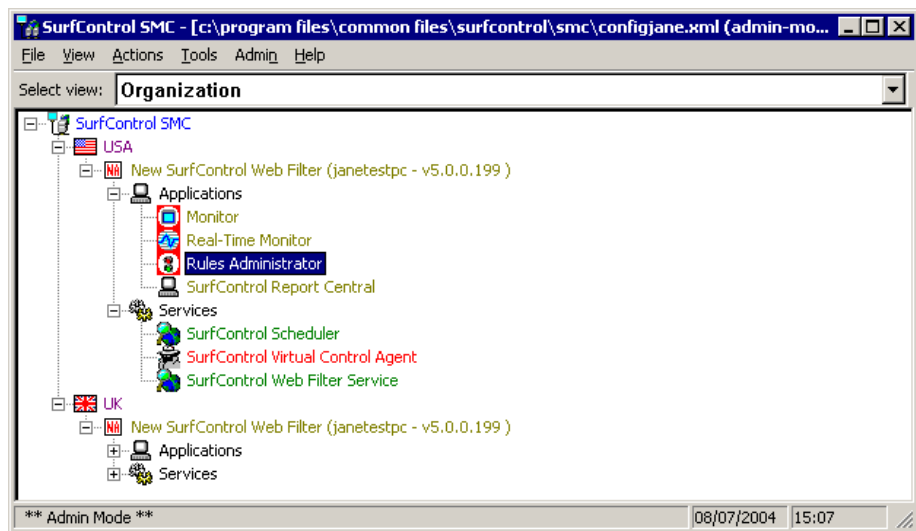 SurfControl SMC - [c:\program files\common files\surfcontrol\smc\configjane.xml (admin-mo...
File View Actions Tools Admin Help
Select view: Organization
SurfControl SMC
USA
NA New SurfControl Web Filter (janetestpc - v5.0.0.199 )
Applications
Monitor
Real-Time Monitor
Rules Administrator
SurfControl Report Central
Services
SurfControl Scheduler
SurfControl Virtual Control Agent
SurfControl Web Filter Service
UK
NA New SurfControl Web Filter (janetestpc - v5.0.0.199 )
Applications
Services
** Admin Mode ** 08/07/2004 15:07